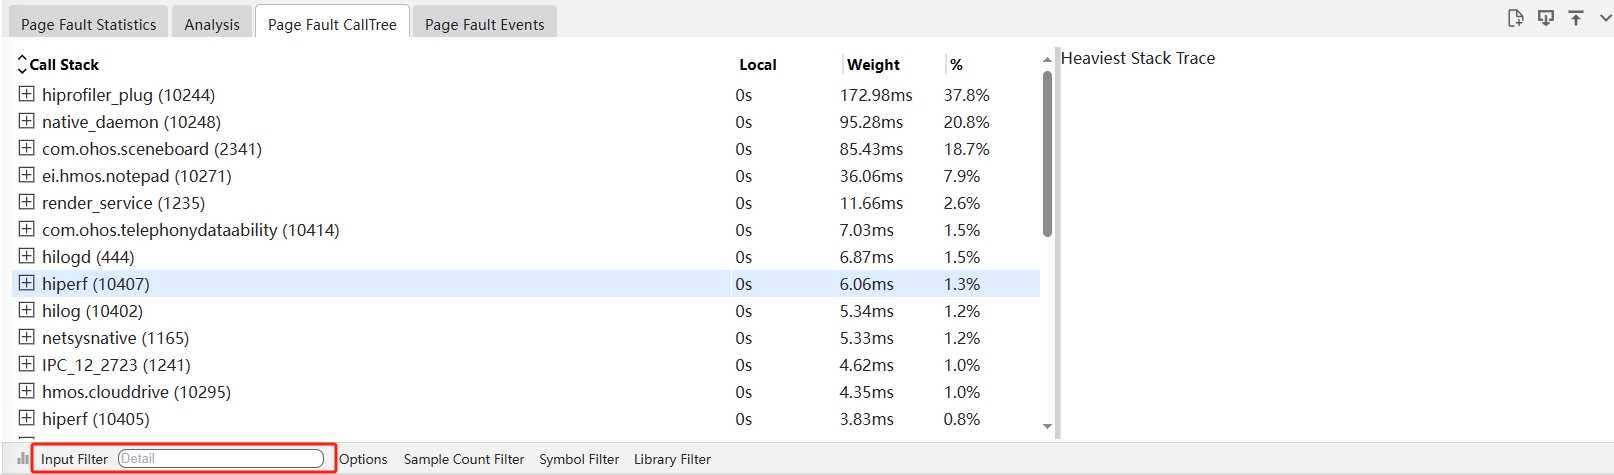 Page Fault Statistics Analysis Page Fault CallTree Page Fault Events
Call Stack Local Weight % Heaviest Stack Trace
hiprofiler_plug (10244) 0s 172.98ms 37.8%
native_daemon (10248) 0s 95.28ms 20.8%
com.ohos.sceneboard (2341) 0s 85.43ms 18.7%
ei.hmos.notepad (10271) 0s 36.06ms 7.9%
render_service (1235) 0s 11.66ms 2.6%
com.ohos.telephonydataability (10414) 0s 7.03ms 1.5%
hilogd (444) 0s 6.87ms 1.5%
hiperf (10407) 0s 6.06ms 1.3%
hilog (10402) 0s 5.34ms 1.2%
netsysnative (1165) 0s 5.33ms 1.2%
IPC_12_2723 (1241) 0s 4.62ms 1.0%
hmos.clouddrive (10295) 0s 4.35ms 1.0%
hiperf (10405) 0s 3.83ms 0.8%
Input Filter Detail Options Sample Count Filter Symbol Filter Library Filter